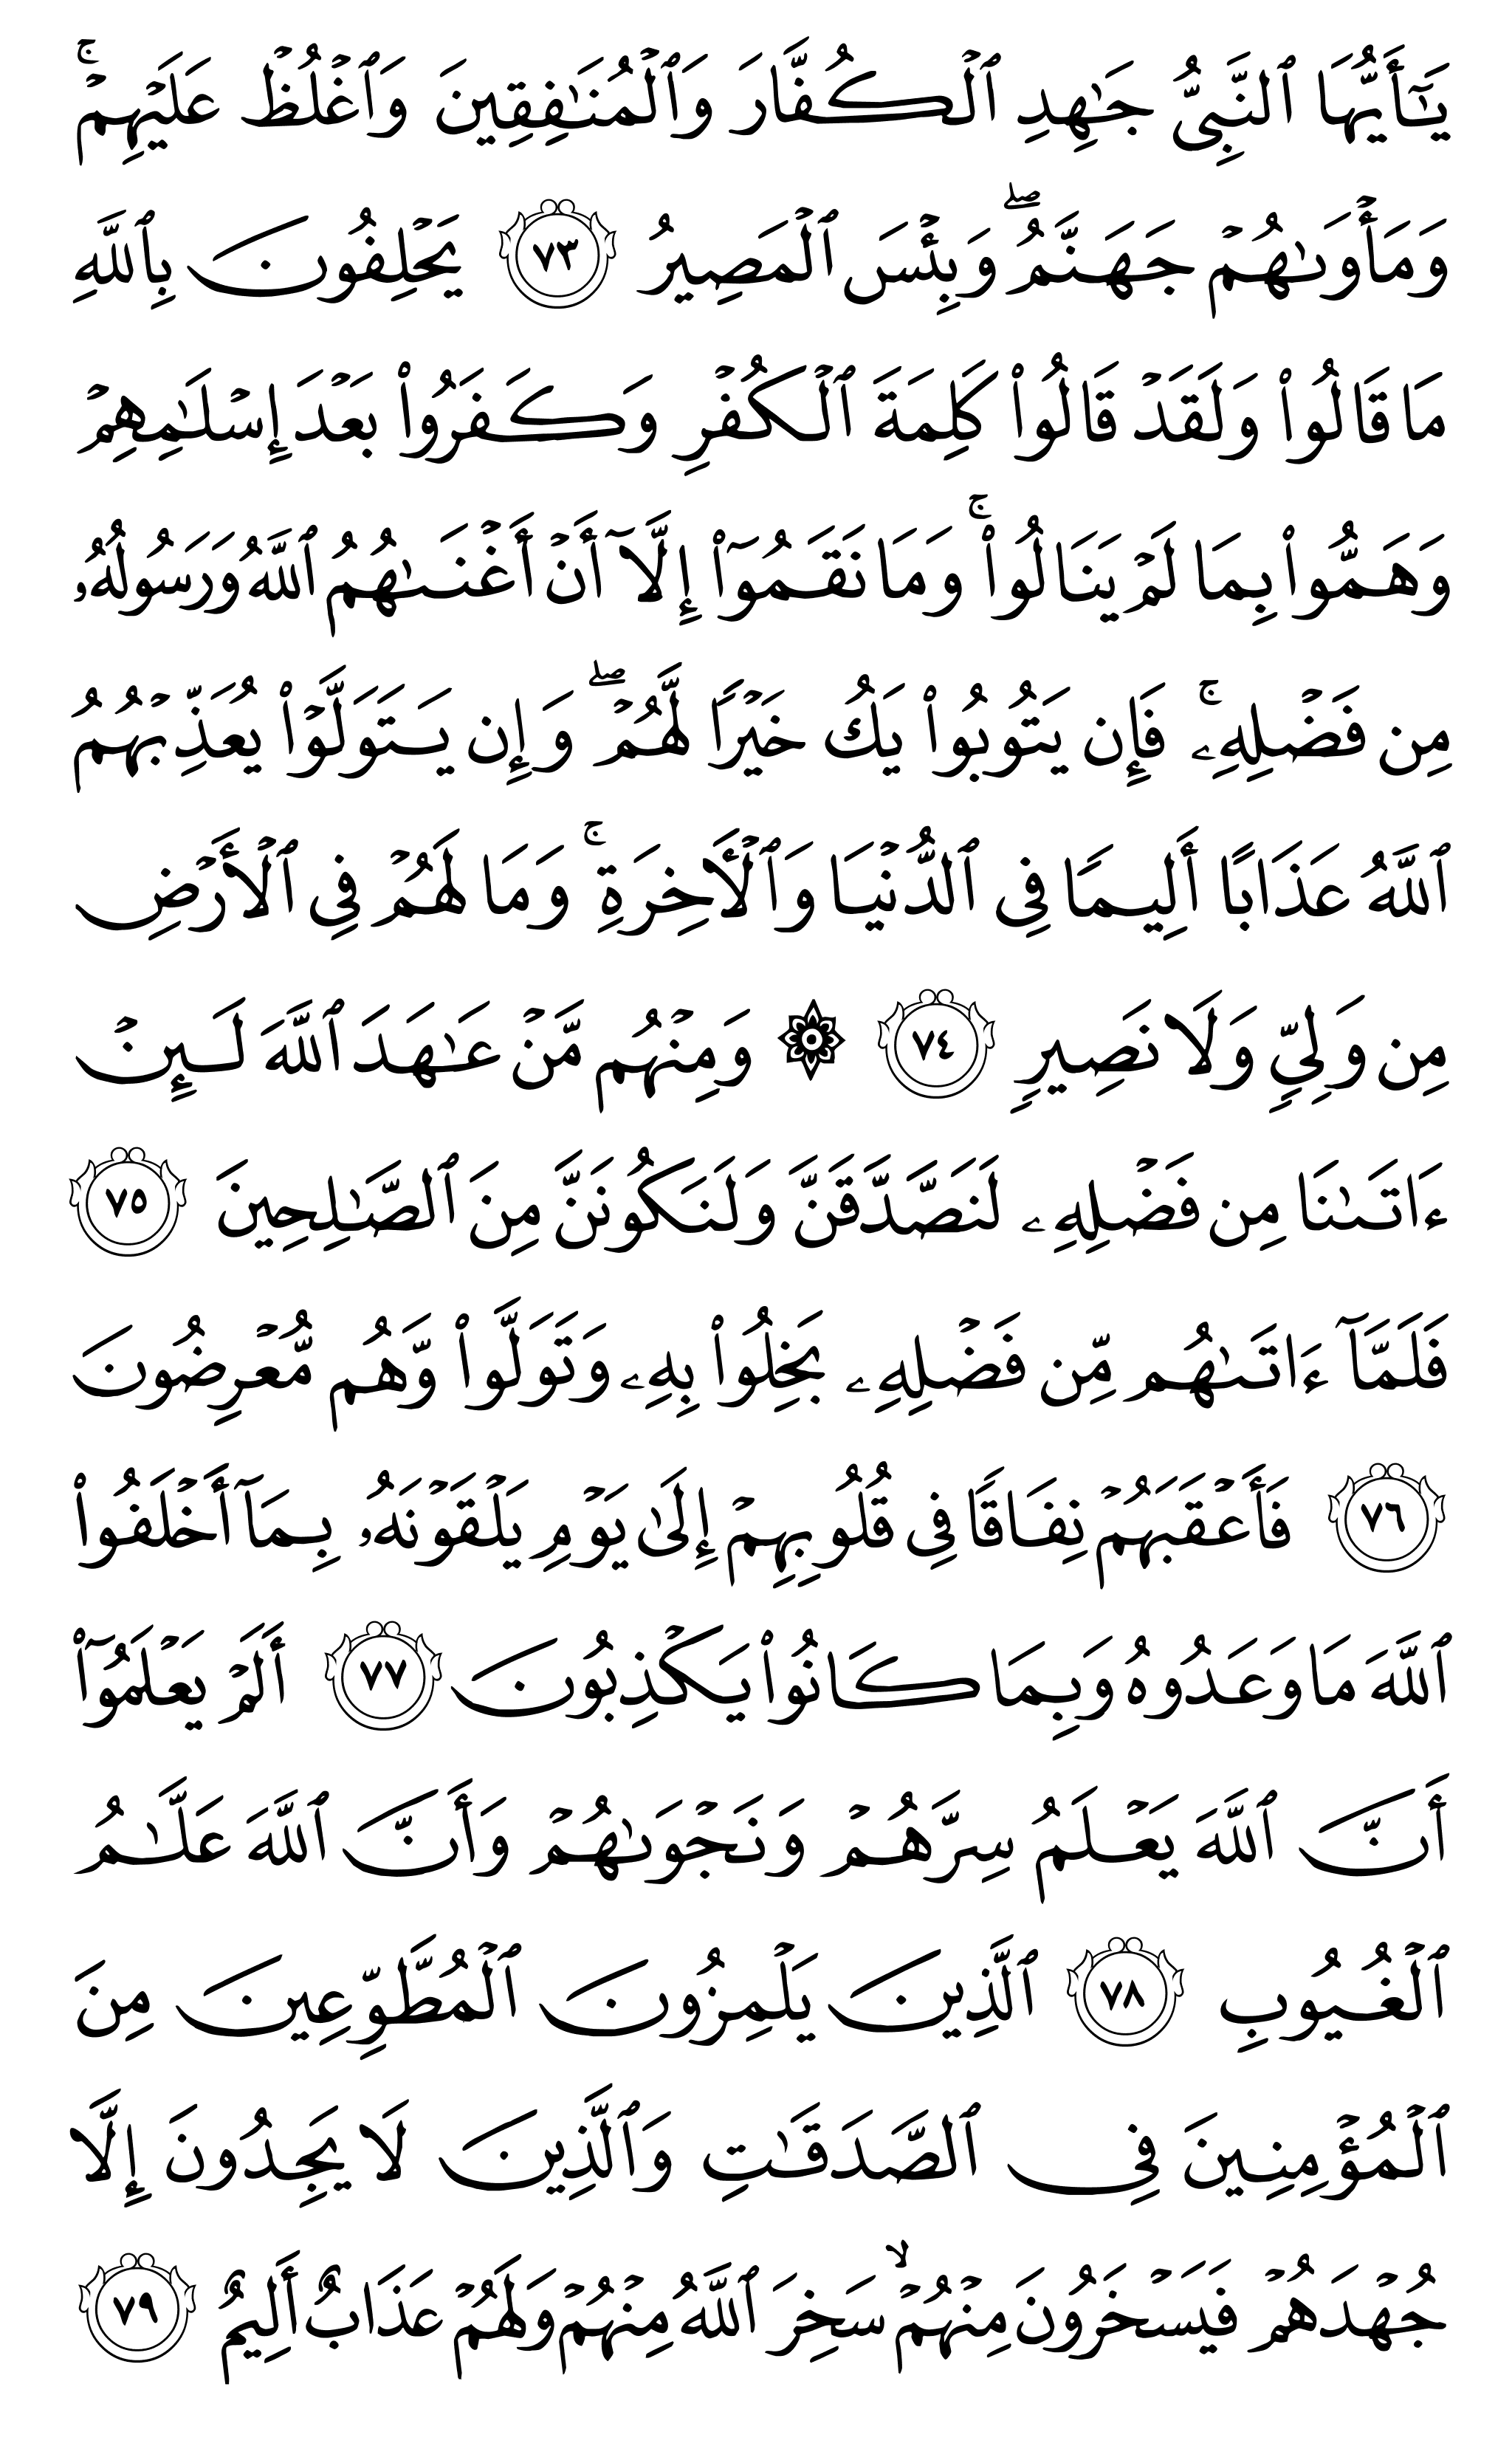 يَٰٓأَيُّهَا ٱلنَّبِيُّ جَٰهِدِ ٱلۡكُفَّارَ وَٱلۡمُنَٰفِقِينَ وَٱغۡلُظۡ عَلَيۡهِمۡۚ
وَمَأۡوَىٰهُمۡ جَهَنَّمُۖ وَبِئۡسَ ٱلۡمَصِيرُ ٧٣ يَحۡلِفُونَ بِٱللَّهِ
مَا قَالُواْ وَلَقَدۡ قَالُواْ كَلِمَةَ ٱلۡكُفۡرِ وَكَفَرُواْ بَعۡدَ إِسۡلَٰمِهِمۡ
وَهَمُّواْ بِمَا لَمۡ يَنَالُواْۚ وَمَا نَقَمُوٓاْ إِلَّآ أَنۡ أَغۡنَىٰهُمُ ٱللَّهُ وَرَسُولُهُۥ
مِن فَضۡلِهِۦۚ فَإِن يَتُوبُواْ يَكُ خَيۡرٗا لَّهُمۡۖ وَإِن يَتَوَلَّوۡاْ يُعَذِّبۡهُمُ
ٱللَّهُ عَذَابًا أَلِيمٗا فِي ٱلدُّنۡيَا وَٱلۡأٓخِرَةِۚ وَمَا لَهُمۡ فِي ٱلۡأَرۡضِ
مِن وَلِيّٖ وَلَا نَصِيرٖ ٧٤ ۞ وَمِنۡهُم مَّنۡ عَٰهَدَ ٱللَّهَ لَئِنۡ
ءَاتَىٰنَا مِن فَضۡلِهِۦ لَنَصَّدَّقَنَّ وَلَنَكُونَنَّ مِنَ ٱلصَّٰلِحِينَ ٧٥
فَلَمَّآ ءَاتَىٰهُم مِّن فَضۡلِهِۦ بَخِلُواْ بِهِۦ وَتَوَلَّواْ وَّهُم مُّعۡرِضُونَ
٧٦ فَأَعۡقَبَهُمۡ نِفَاقٗا فِي قُلُوبِهِمۡ إِلَىٰ يَوۡمِ يَلۡقَوۡنَهُۥ بِمَآ أَخۡلَفُواْ
ٱللَّهَ مَا وَعَدُوهُ وَبِمَا كَانُواْ يَكۡذِبُونَ ٧٧ أَلَمۡ يَعۡلَمُوٓاْ
أَنَّ ٱللَّهَ يَعۡلَمُ سِرَّهُمۡ وَنَجۡوَىٰهُمۡ وَأَنَّ ٱللَّهَ عَلَّٰمُ
ٱلۡغُيُوبِ ٧٨ ٱلَّذِينَ يَلۡمِزُونَ ٱلۡمُطَّوِّعِينَ مِنَ
ٱلۡمُؤۡمِنِينَ فِي ٱلصَّدَقَٰتِ وَٱلَّذِينَ لَا يَجِدُونَ إِلَّا
جُهۡدَهُمۡ فَيَسۡخَرُونَ مِنۡهُمۡۙ سَخِرَ ٱللَّهُ مِنۡهُمۡ وَلَهُمۡ عَذَابٌ أَلِيمٌ ٧٩